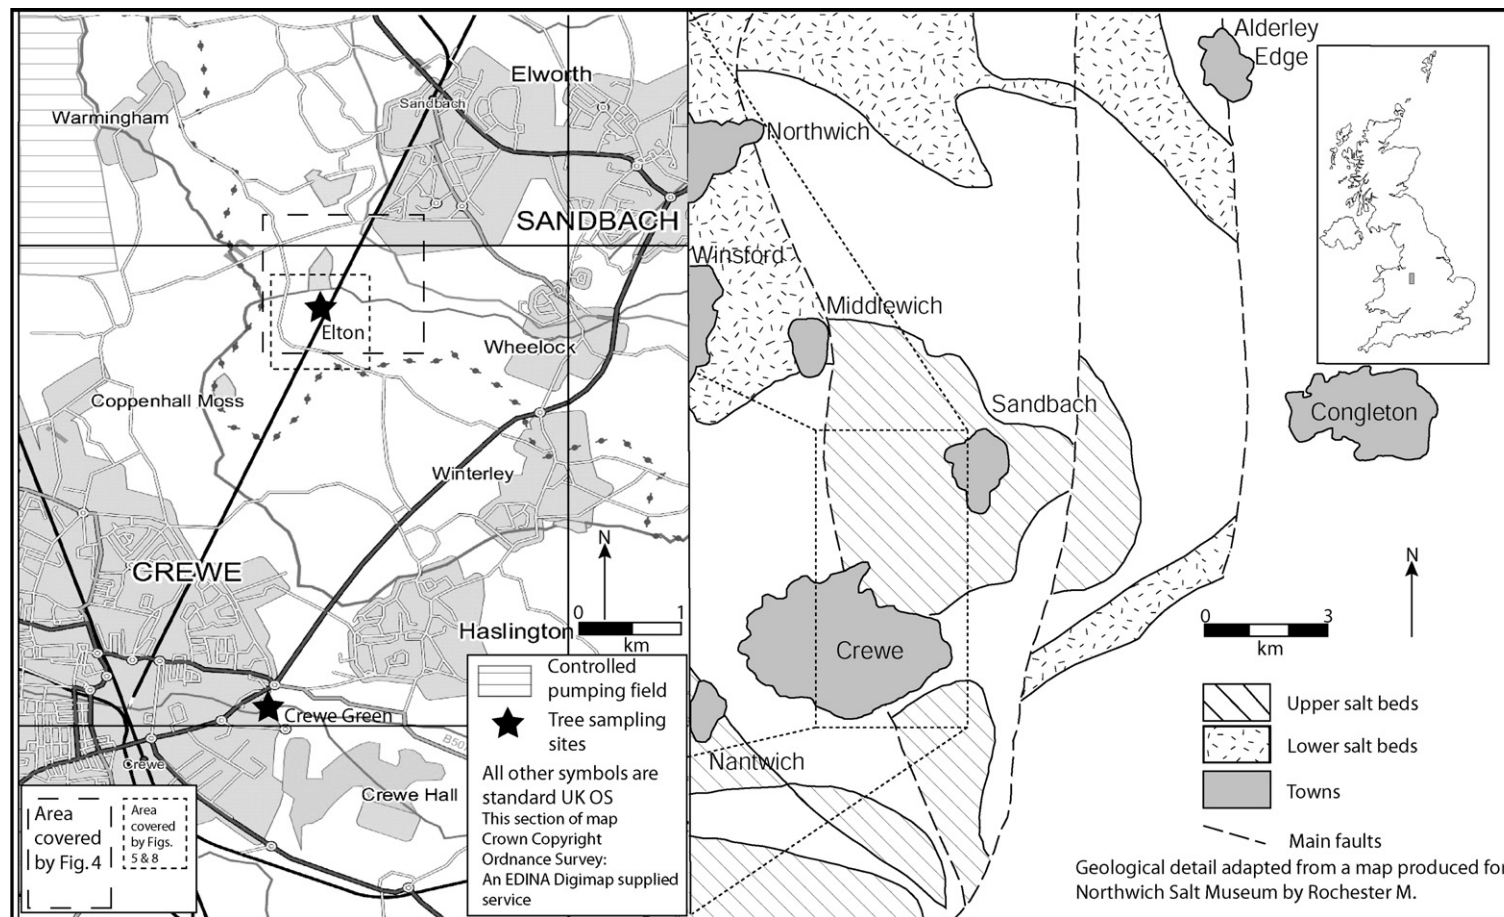 Elworth
Sandbach
Warmingham
SANDBACH
Elton
Wheelock
Coppenhall Moss
Winterley
CREWE
N
0 1
km
Haslington
Crewe Green
Crewe
Crewe Hall
Area
covered
by Fig. 4
Area
covered
by Figs.
5 & 8
Controlled
pumping field
Tree sampling
sites
All other symbols are
standard UK OS
This section of map
Crown Copyright
Ordnance Survey:
An EDINA Digimap supplied
service
Alderley
Edge
Northwich
Winsford
Middlewich
Sandbach
Congleton
Crewe
Nantwich
N
0 3
km
Upper salt beds
Lower salt beds
Towns
Main faults
Geological detail adapted from a map produced for
Northwich Salt Museum by Rochester M.